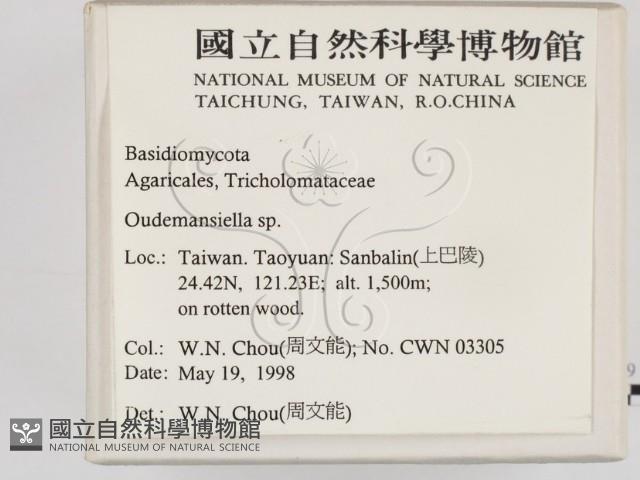 國立自然科學博物館
NATIONAL MUSEUM OF NATURAL SCIENCE
TAICHUNG, TAIWAN, R.O.CHINA
Basidiomycota
Agaricales, Tricholomataceae
Oudemansiella sp.
Loc.: Taiwan. Taoyuan: Sanbalin(上巴陵)
24.42N, 121.23E; alt. 1,500m;
on rotten wood.
Col.: W.N. Chou(周文能); No. CWN 03305
Date: May 19, 1998
Det.: W.N. Chou(周文能)
國立自然科學博物館
NATIONAL MUSEUM OF NATURAL SCIENCE
9